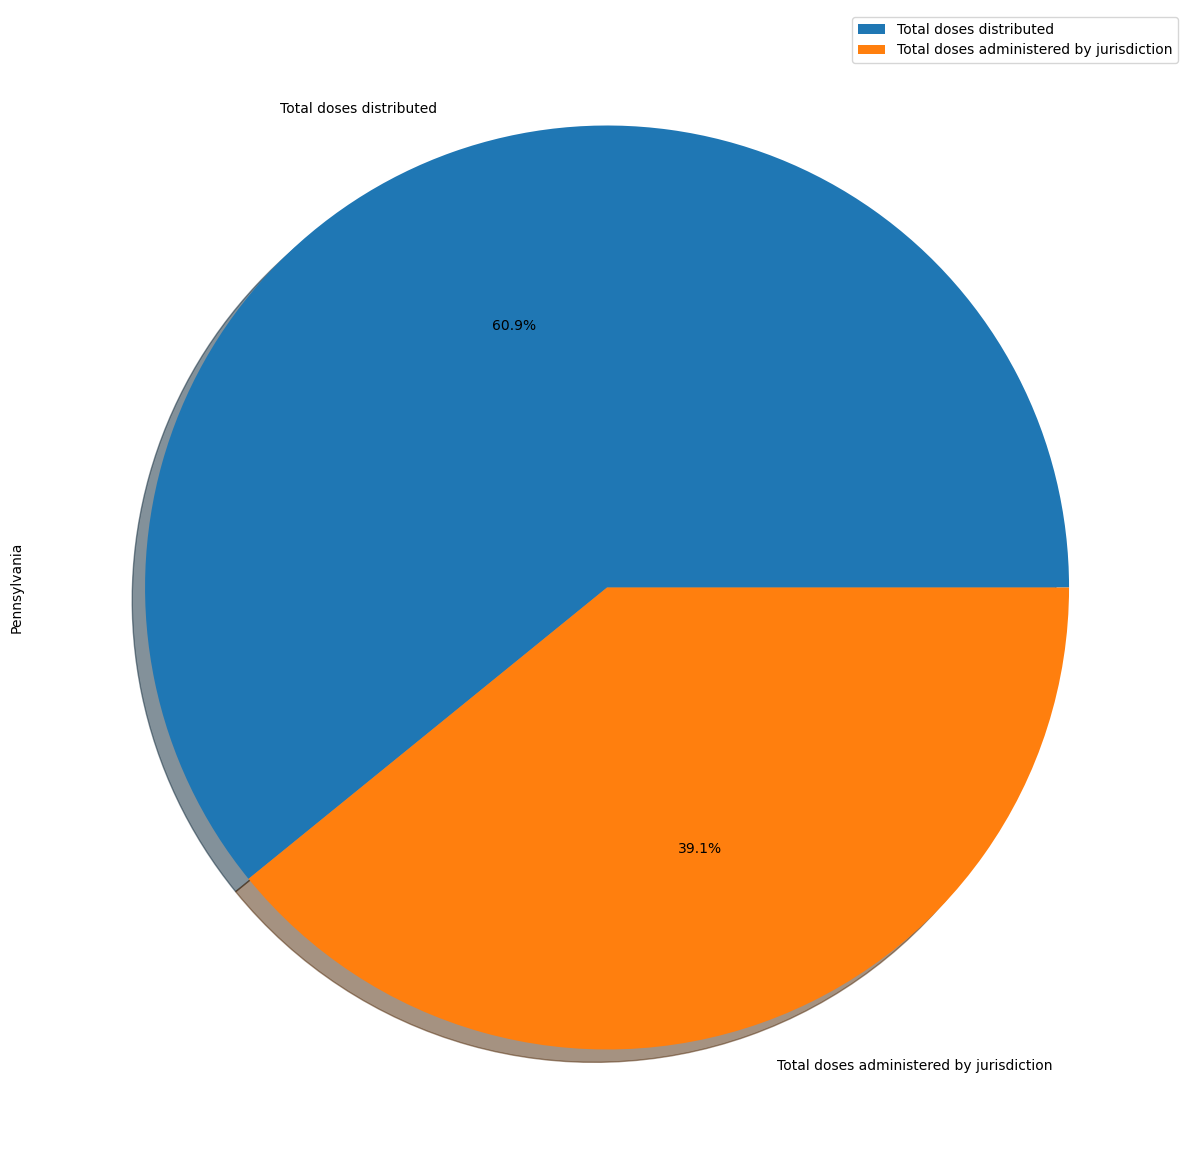 Total doses distributed
Total doses administered by jurisdiction
Total doses distributed
60.9%
Pennsylvania
39.1%
Total doses administered by jurisdiction